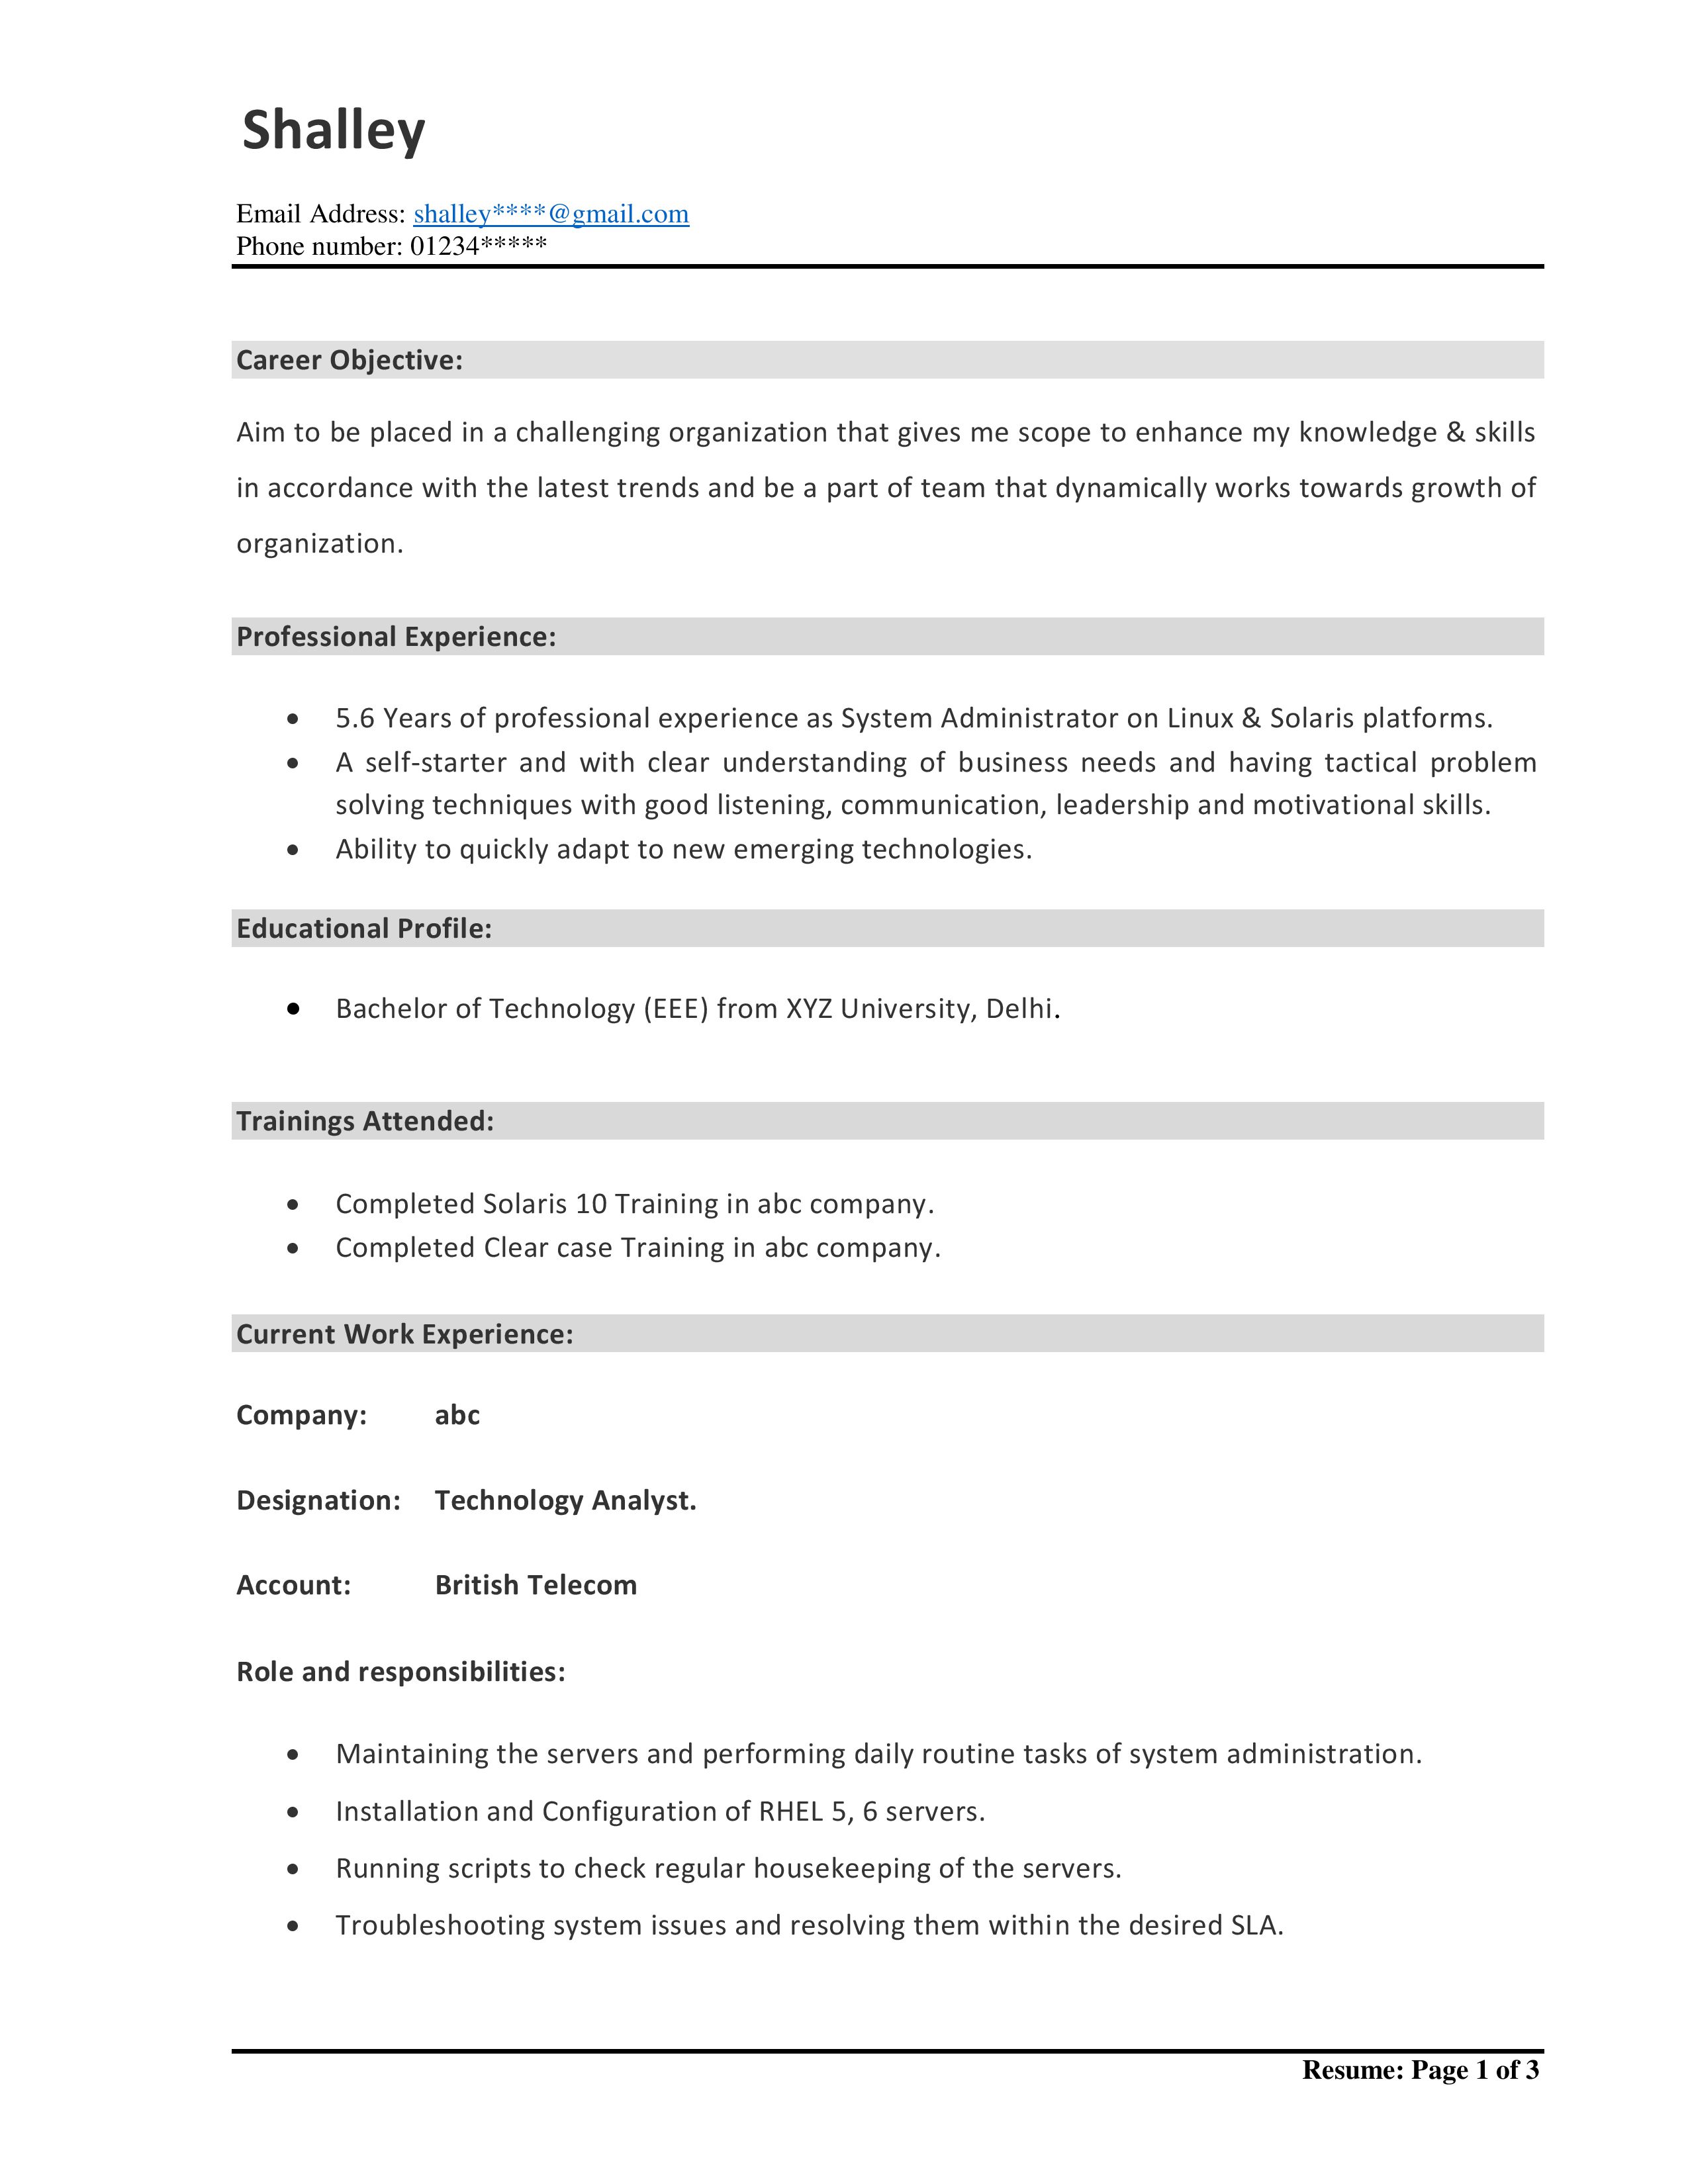 Shalley
Email Address: shalley****@gmail.com
Phone number: 01234*****
Career Objective:
Aim to be placed in a challenging organization that gives me scope to enhance my knowledge & skills
in accordance with the latest trends and be a part of team that dynamically works towards growth of
organization.
Professional Experience:
• 5.6 Years of professional experience as System Administrator on Linux & Solaris platforms.
• A self-starter and with clear understanding of business needs and having tactical problem
solving techniques with good listening, communication, leadership and motivational skills.
• Ability to quickly adapt to new emerging technologies.
Educational Profile:
• Bachelor of Technology (EEE) from XYZ University, Delhi.
Trainings Attended:
• Completed Solaris 10 Training in abc company.
• Completed Clear case Training in abc company.
Current Work Experience:
Company: abc
Designation: Technology Analyst.
Account: British Telecom
Role and responsibilities:
• Maintaining the servers and performing daily routine tasks of system administration.
• Installation and Configuration of RHEL 5, 6 servers.
• Running scripts to check regular housekeeping of the servers.
• Troubleshooting system issues and resolving them within the desired SLA.
Resume: Page 1 of 3